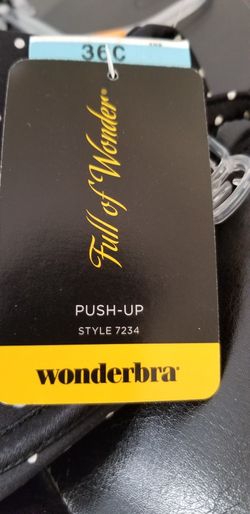 36C
Full of Wonder®
PUSH-UP
STYLE 7234
wonderbra®